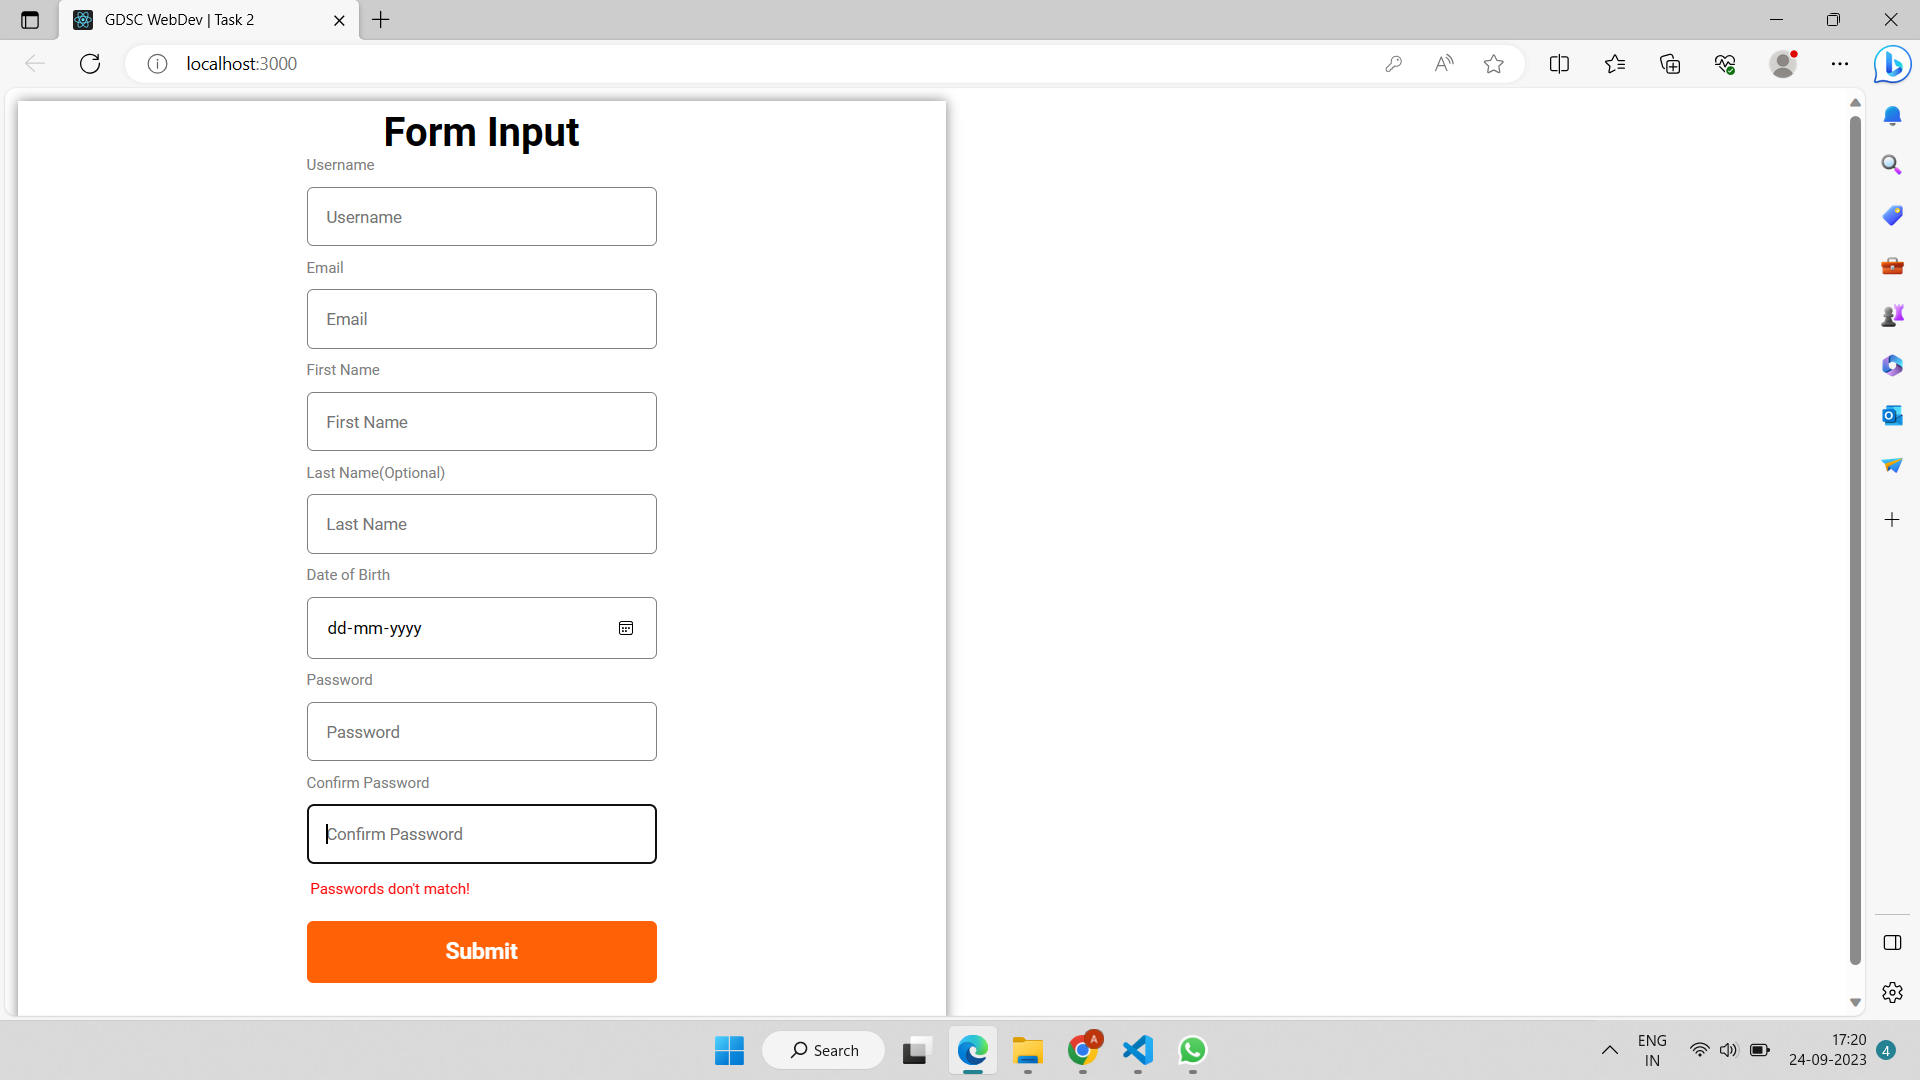 GDSC WebDev | Task 2
localhost:3000
Form Input
Username
Username
Email
Email
First Name
First Name
Last Name(Optional)
Last Name
Date of Birth
dd-mm-yyyy
Password
Password
Confirm Password
Confirm Password
Passwords don't match!
Submit
Search
A
ENG
IN
17:20
24-09-2023
4